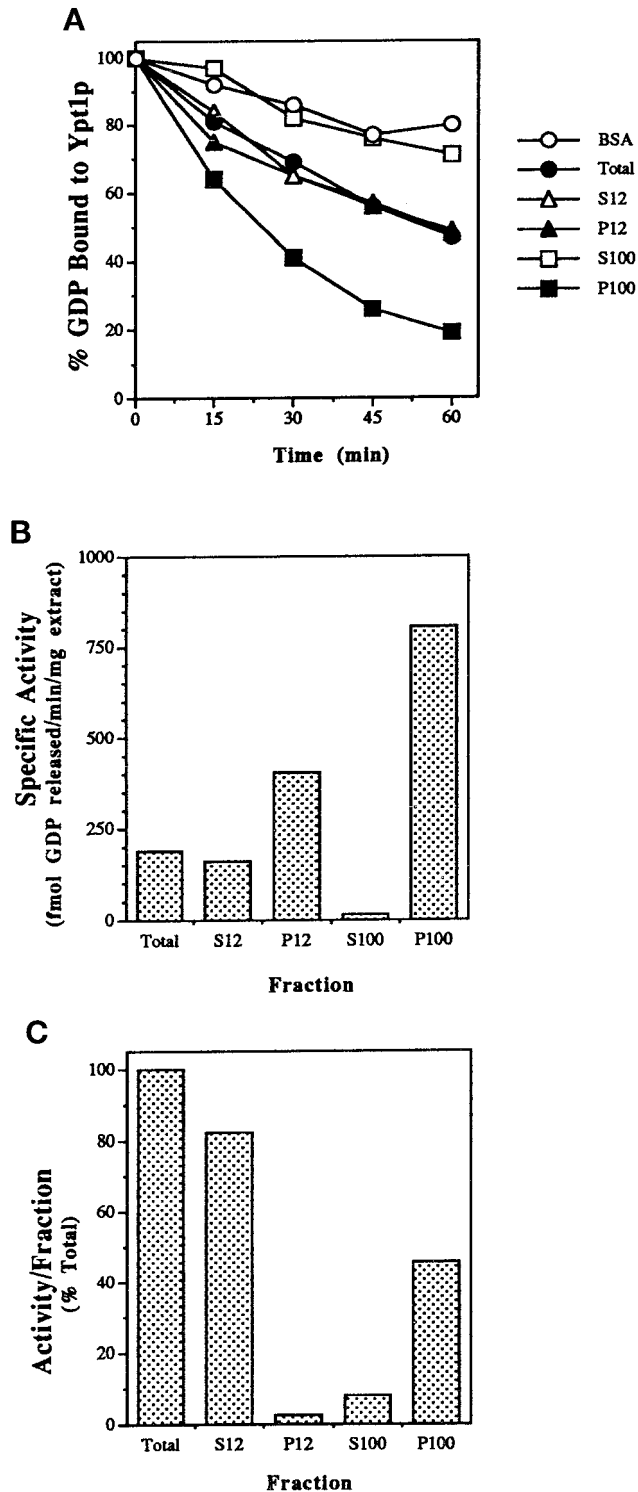 A
% GDP Bound to Ypt1p
100
80
60
40
20
0
0 15 30 45 60
Time (min)
BSA
Total
S12
P12
S100
P100
B
Specific Activity
(fmol GDP released/min/mg extract)
1000
750
500
250
0
Total S12 P12 S100 P100
Fraction
C
Activity/Fraction
(% Total)
100
80
60
40
20
0
Total S12 P12 S100 P100
Fraction